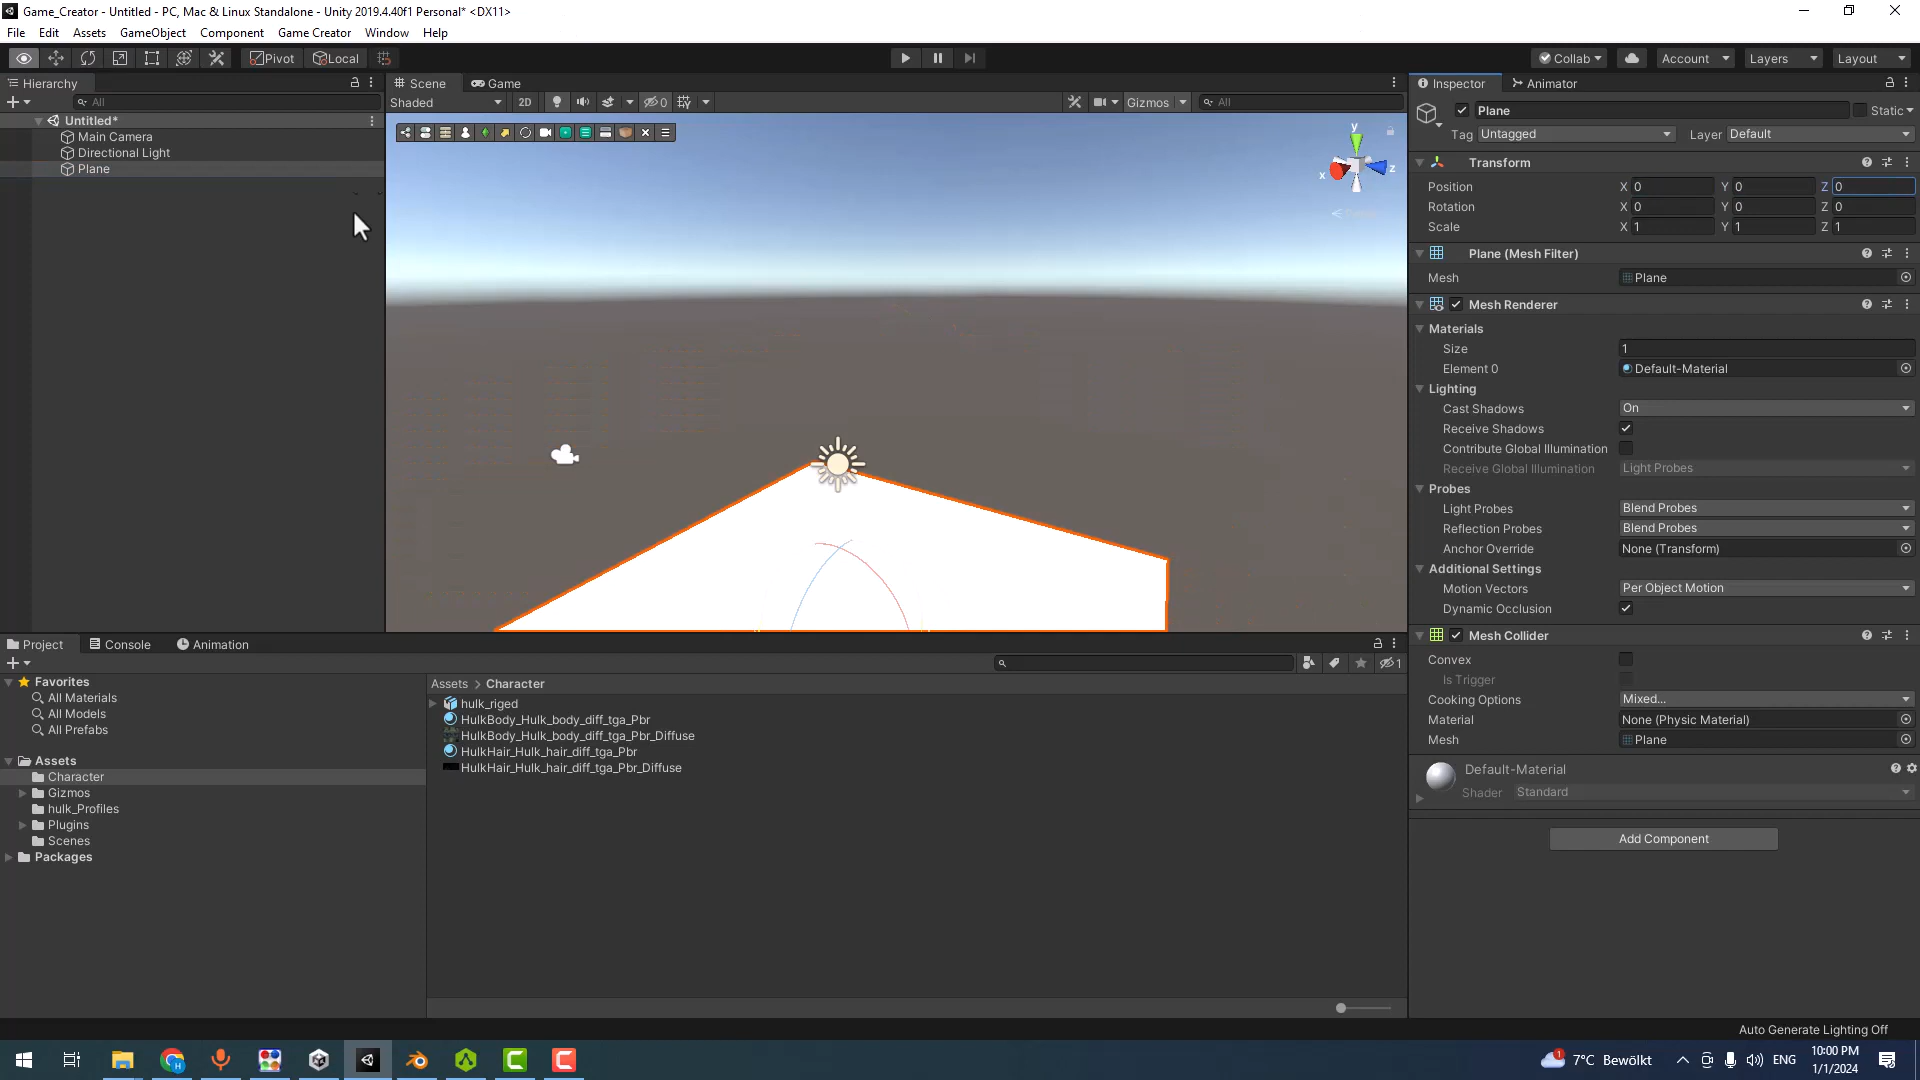 Game_Creator - Untitled - PC, Mac & Linux Standalone - Unity 2019.4.40f1 Personal* <DX11>
File Edit Assets GameObject Component Game Creator Window Help
Pivot Local Collab Account Layers Layout
Hierarchy
All
Untitled*
Main Camera
Directional Light
Plane
Scene Game
Shaded 2D 0 Gizmos All
y
x z
Inspector Animator
Plane Static
Tag Untagged Layer Default
Transform
Position X 0 Y 0 Z 0
Rotation X 0 Y 0 Z 0
Scale X 1 Y 1 Z 1
Plane (Mesh Filter)
Mesh Plane
Mesh Renderer
Materials
Size 1
Element 0 Default-Material
Lighting
Cast Shadows On
Receive Shadows
Contribute Global Illumination
Receive Global Illumination Light Probes
Probes
Light Probes Blend Probes
Reflection Probes Blend Probes
Anchor Override None (Transform)
Additional Settings
Motion Vectors Per Object Motion
Dynamic Occlusion
Mesh Collider
Convex
Is Trigger
Cooking Options Mixed...
Material None (Physic Material)
Mesh Plane
Default-Material
Shader Standard
Add Component
Project Console Animation
1
Favorites
All Materials
All Models
All Prefabs
Assets
Character
Gizmos
hulk_Profiles
Plugins
Scenes
Packages
Assets > Character
hulk_riged
HulkBody_Hulk_body_diff_tga_Pbr
HulkBody_Hulk_body_diff_tga_Pbr_Diffuse
HulkHair_Hulk_hair_diff_tga_Pbr
HulkHair_Hulk_hair_diff_tga_Pbr_Diffuse
Auto Generate Lighting Off
1 7°C Bewölkt ENG 10:00 PM
1/1/2024